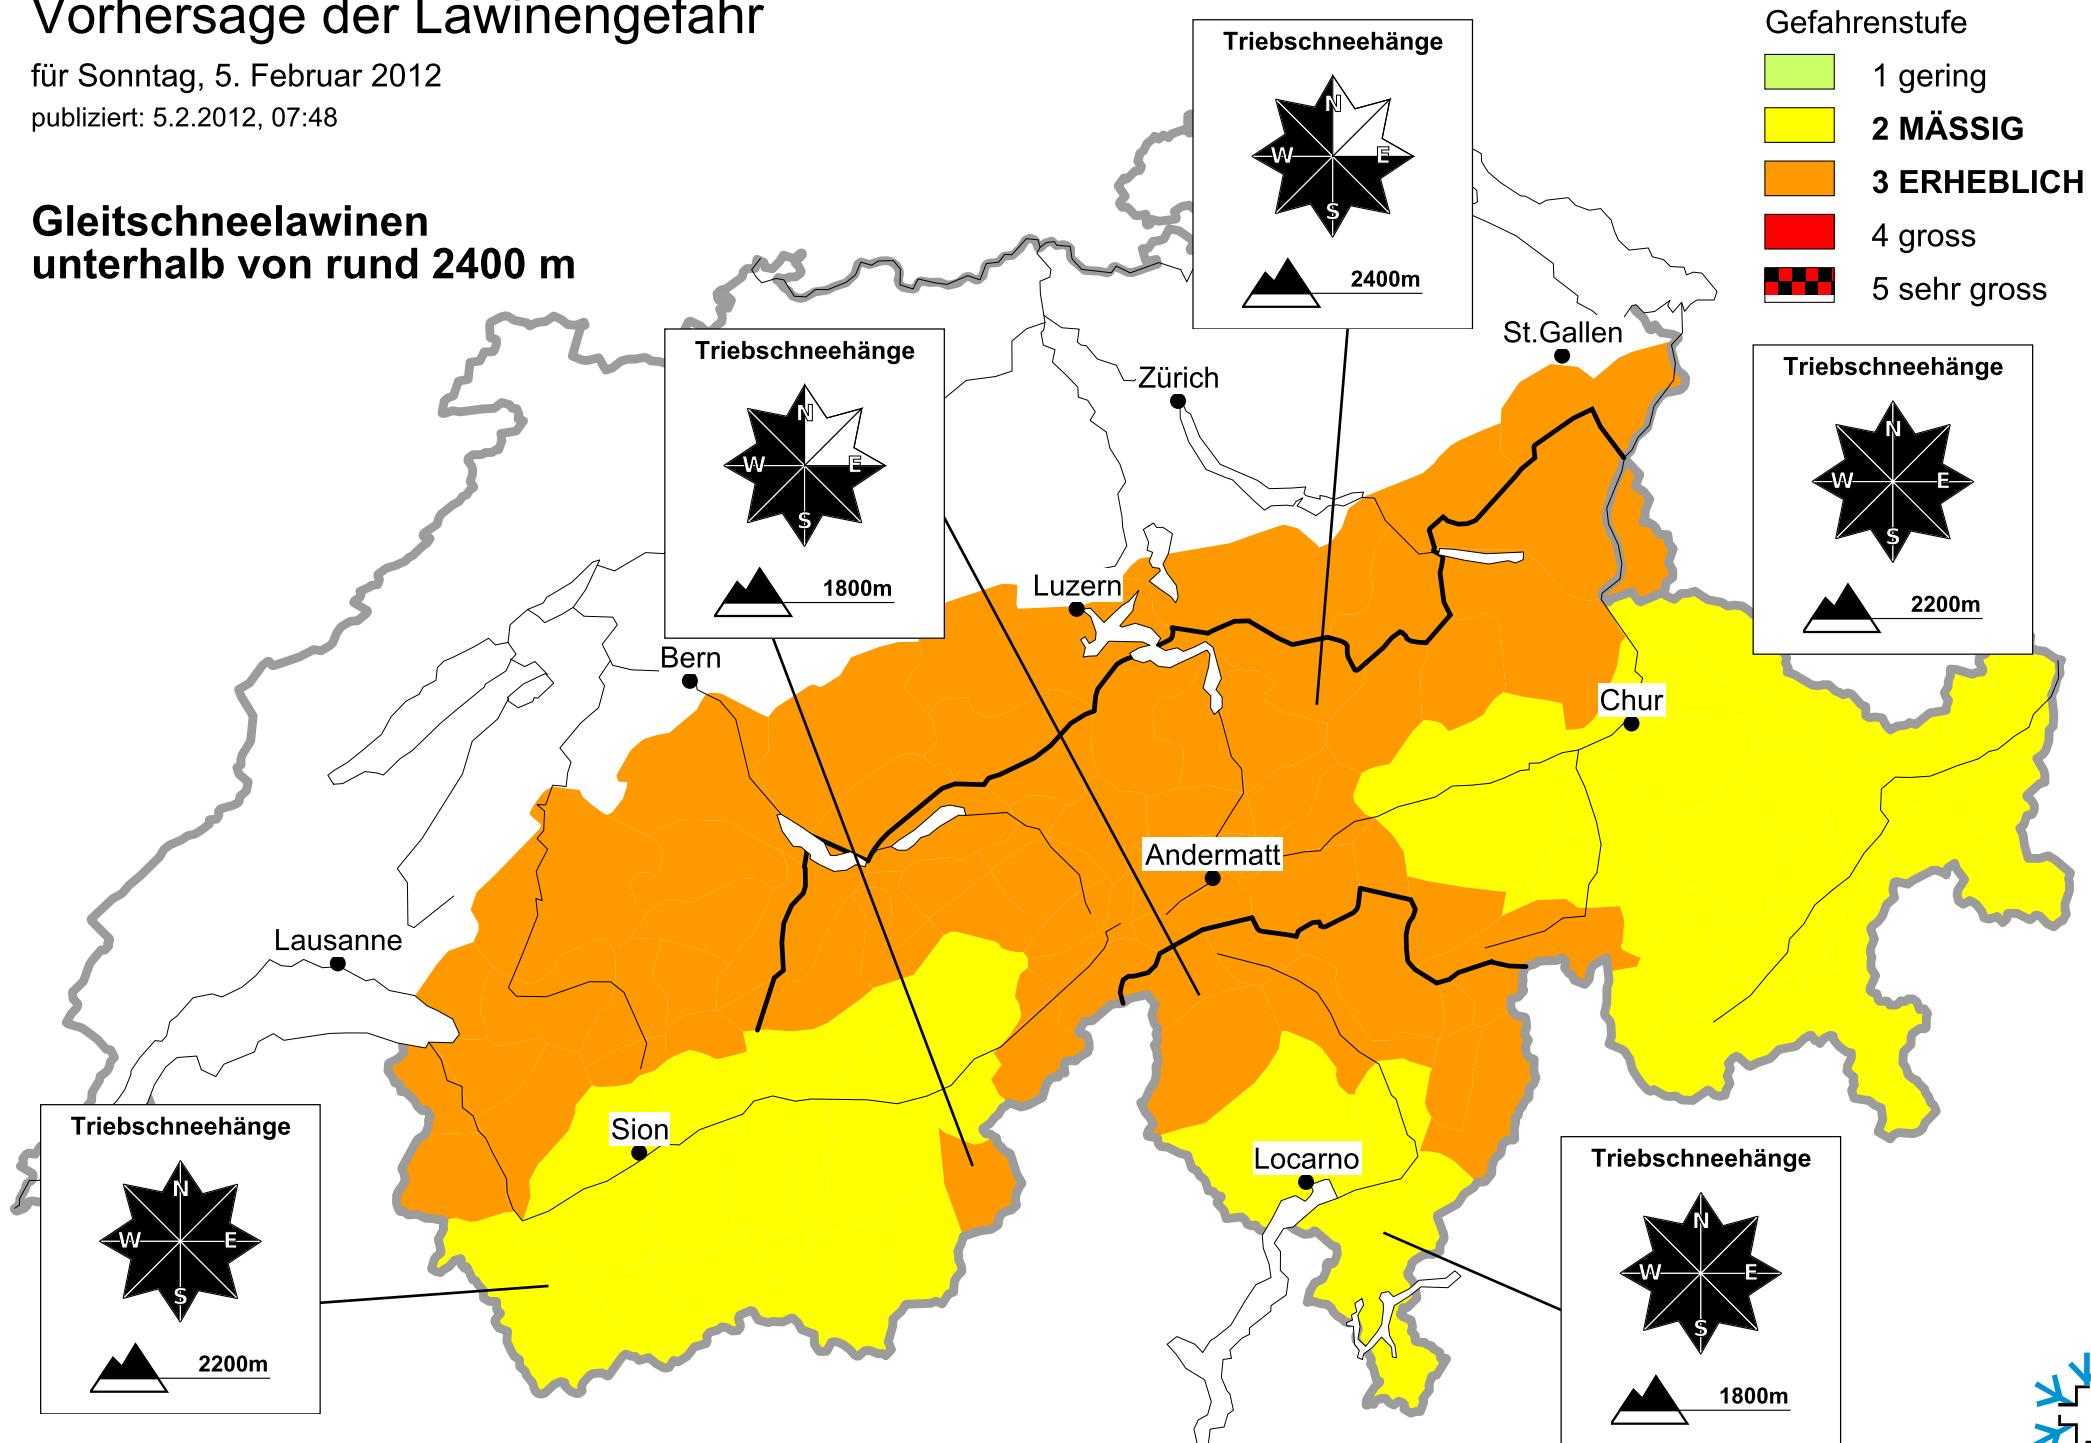 Vorhersage der Lawinengefahr
für Sonntag, 5. Februar 2012
publiziert: 5.2.2012, 07:48
Gleitschneelawinen
unterhalb von rund 2400 m
Gefahrenstufe
1 gering
2 MÄSSIG
3 ERHEBLICH
4 gross
5 sehr gross
Triebschneehänge
N
W E
S
2400m
Triebschneehänge
N
W E
S
1800m
Triebschneehänge
N
W E
S
2200m
St.Gallen
Zürich
Luzern
Bern
Chur
Andermatt
Lausanne
Sion
Locarno
Triebschneehänge
N
W E
S
2200m
Triebschneehänge
N
W E
S
1800m